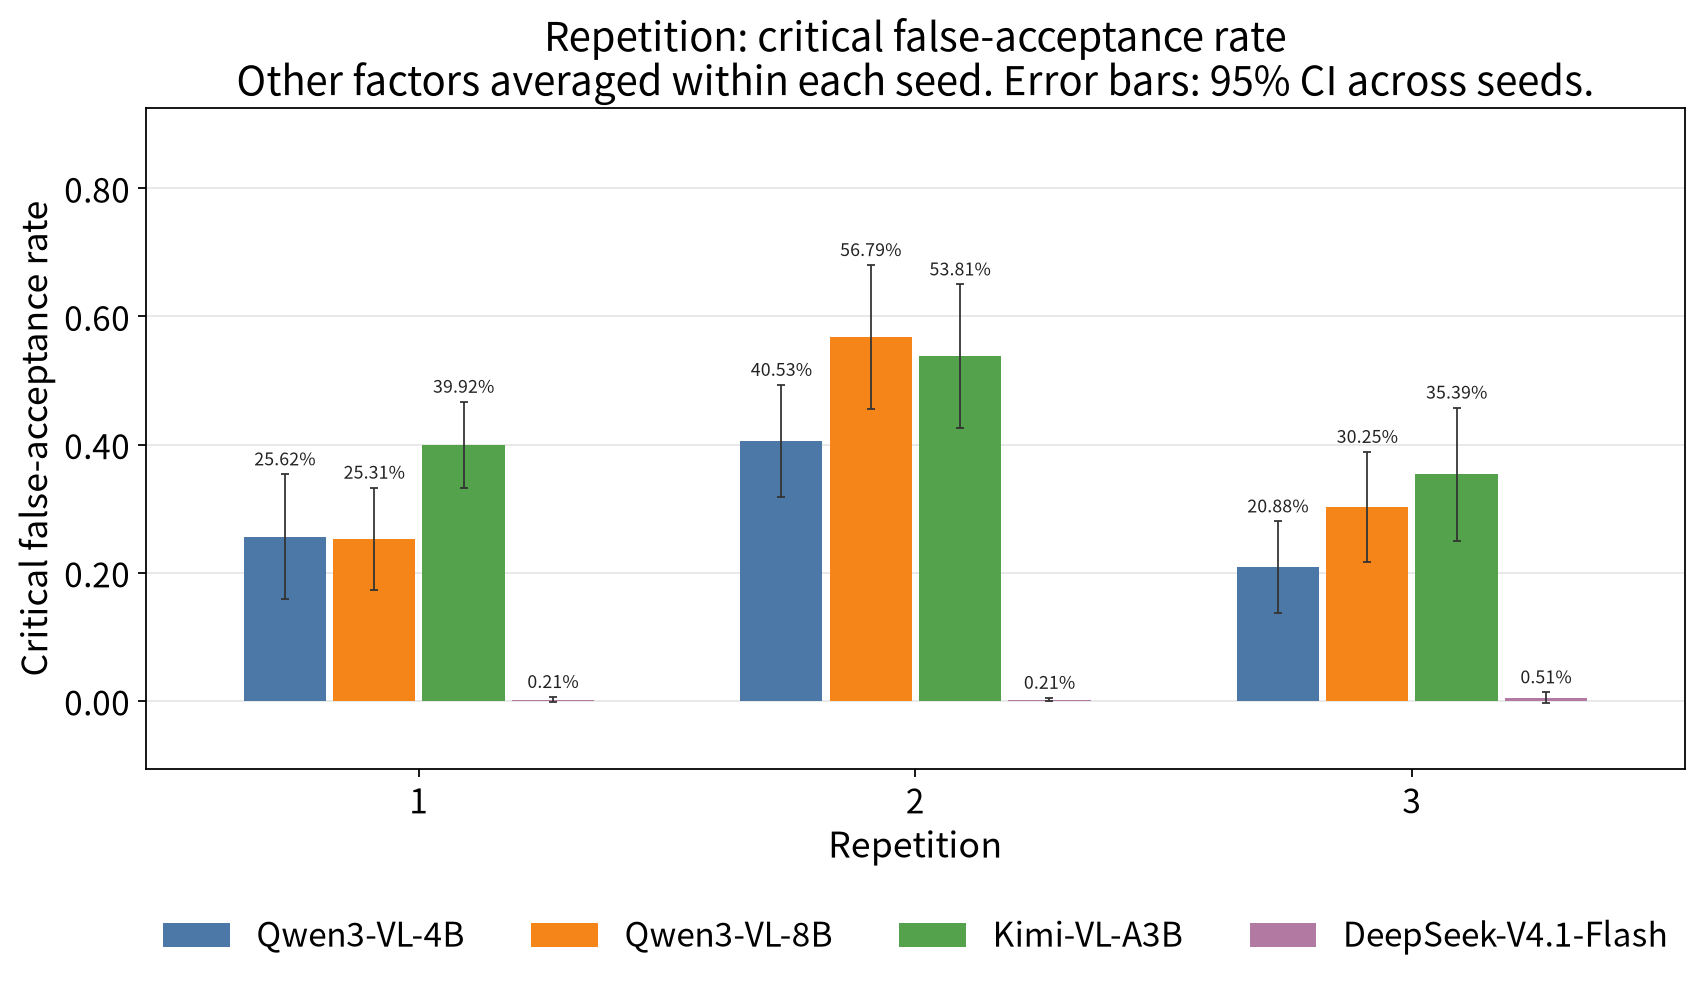 Repetition: critical false-acceptance rate
Other factors averaged within each seed. Error bars: 95% CI across seeds.
Critical false-acceptance rate
0.80
0.60
0.40
0.20
0.00
25.62%
25.31%
39.92%
0.21%
40.53%
56.79%
53.81%
0.21%
20.88%
30.25%
35.39%
0.51%
1
2
3
Repetition
Qwen3-VL-4B
Qwen3-VL-8B
Kimi-VL-A3B
DeepSeek-V4.1-Flash